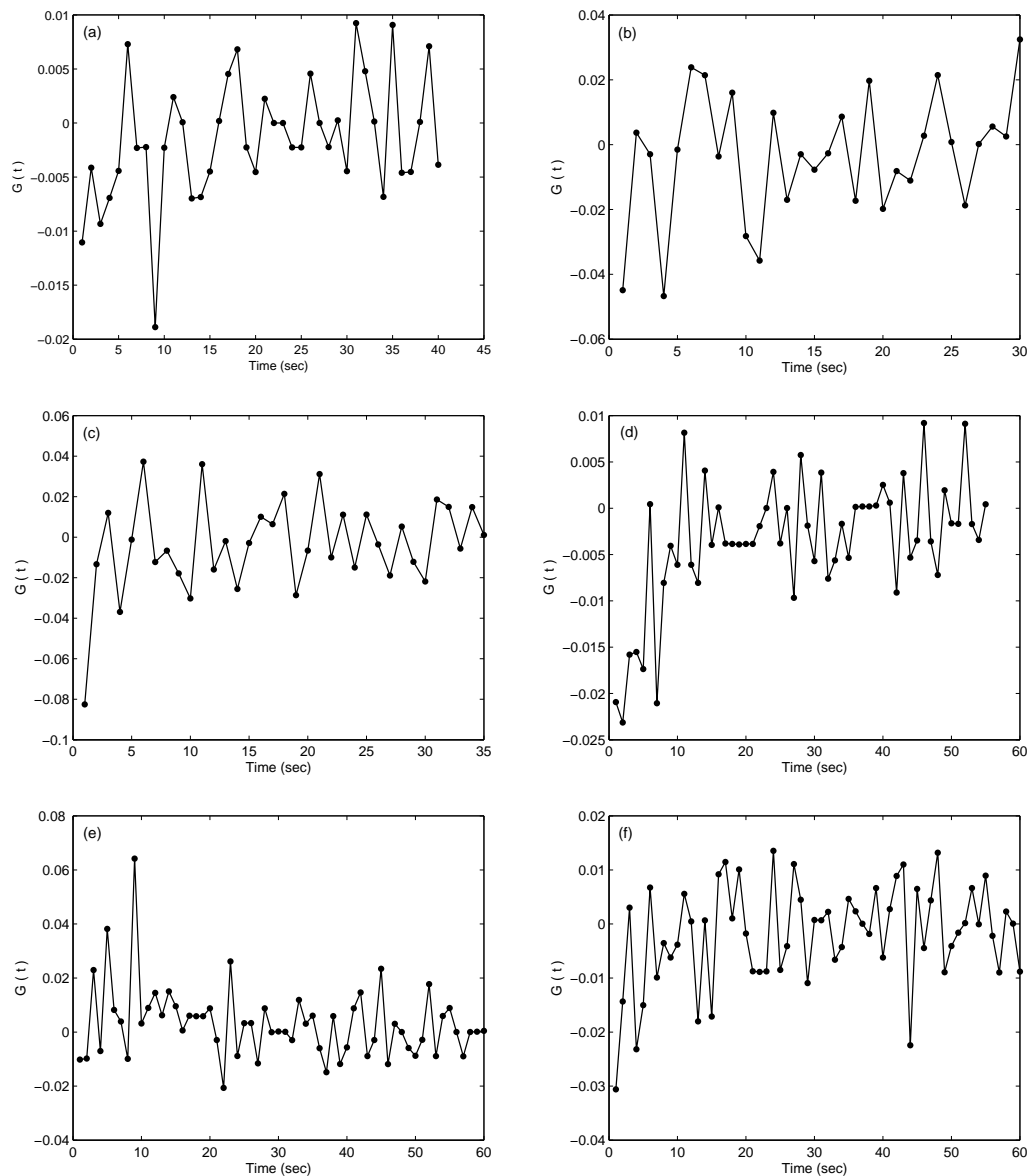 (a)
0.01
0.005
0
−0.005
−0.01
−0.015
−0.02
G ( t )
0 5 10 15 20 25 30 35 40 45
Time (sec)
(b)
0.04
0.02
0
−0.02
−0.04
−0.06
G ( t )
0 5 10 15 20 25 30
Time (sec)
(c)
0.06
0.04
0.02
0
−0.02
−0.04
−0.06
−0.08
−0.1
G ( t )
0 5 10 15 20 25 30 35
Time (sec)
(d)
0.01
0.005
0
−0.005
−0.01
−0.015
−0.02
−0.025
G ( t )
0 10 20 30 40 50 60
Time (sec)
(e)
0.08
0.06
0.04
0.02
0
−0.02
−0.04
G ( t )
0 10 20 30 40 50 60
Time (sec)
(f)
0.02
0.01
0
−0.01
−0.02
−0.03
−0.04
G ( t )
0 10 20 30 40 50 60
Time (sec)